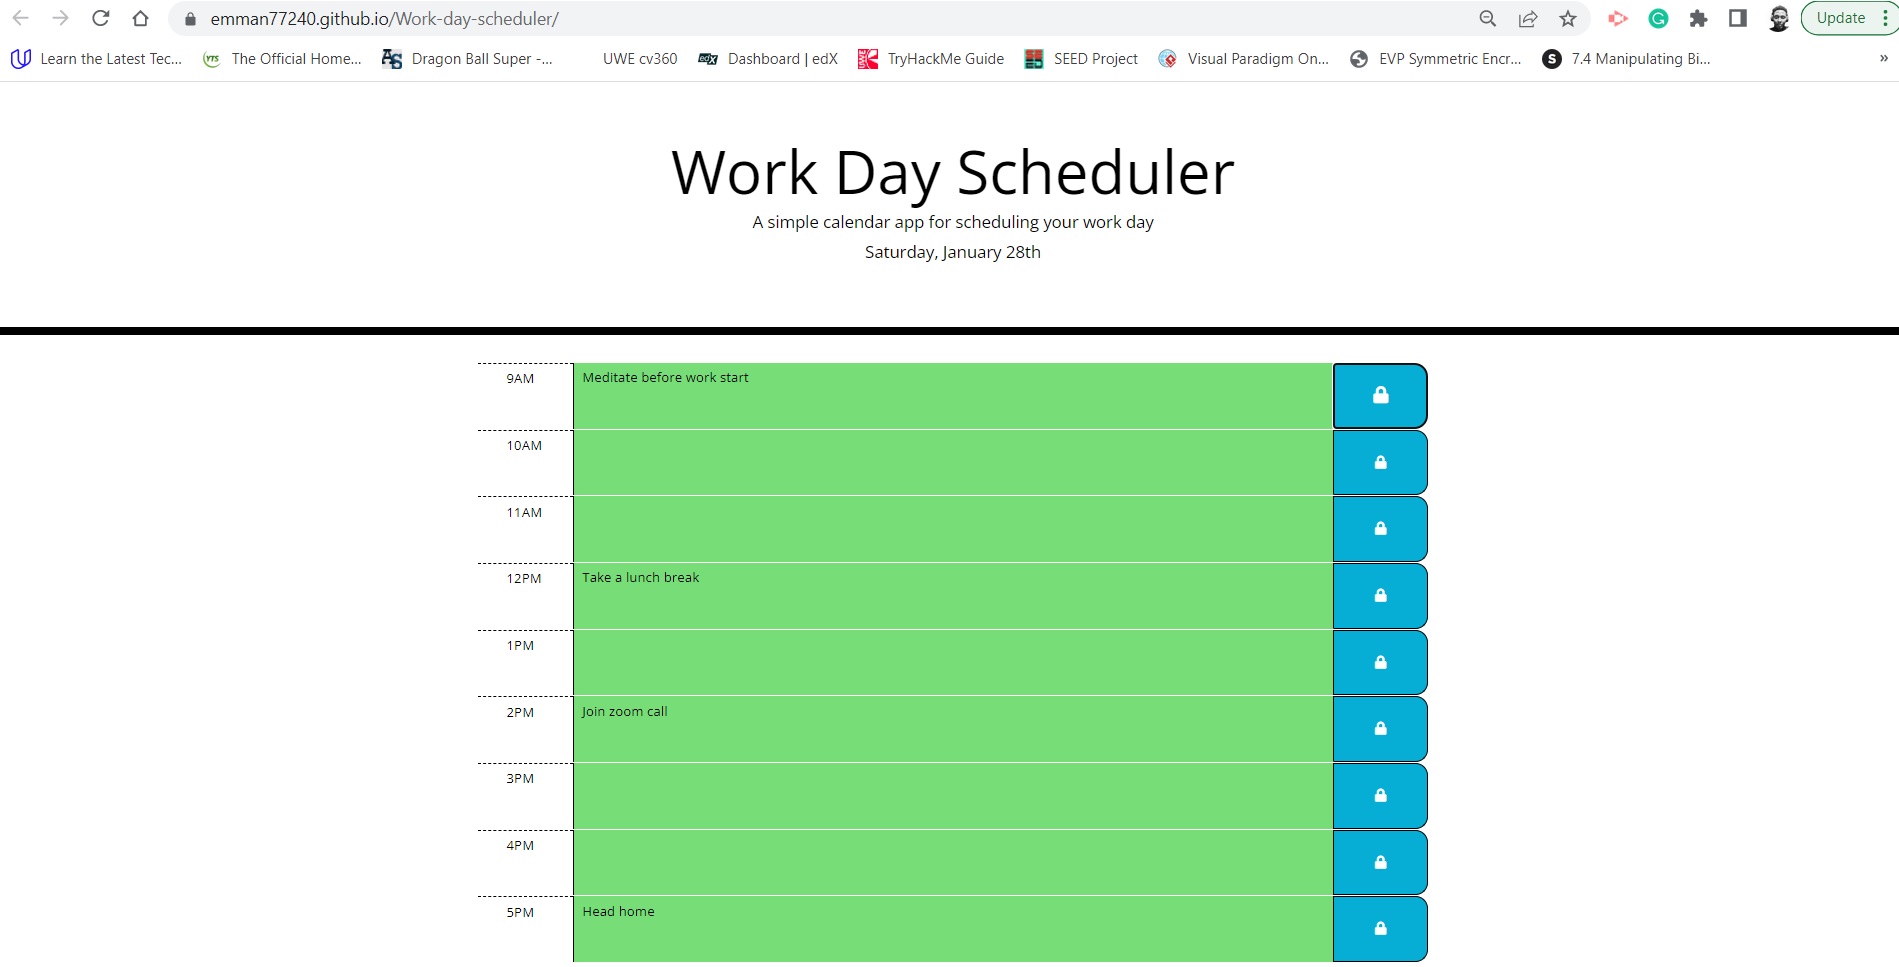 emman77240.github.io/Work-day-scheduler/
Update
Learn the Latest Tec... The Official Home... Dragon Ball Super -... UWE cv360 edX Dashboard | edX TryHackMe Guide SEED Project Visual Paradigm On... EVP Symmetric Encr... S 7.4 Manipulating Bi... »
Work Day Scheduler
A simple calendar app for scheduling your work day
Saturday, January 28th
9AM Meditate before work start
10AM
11AM
12PM Take a lunch break
1PM
2PM Join zoom call
3PM
4PM
5PM Head home